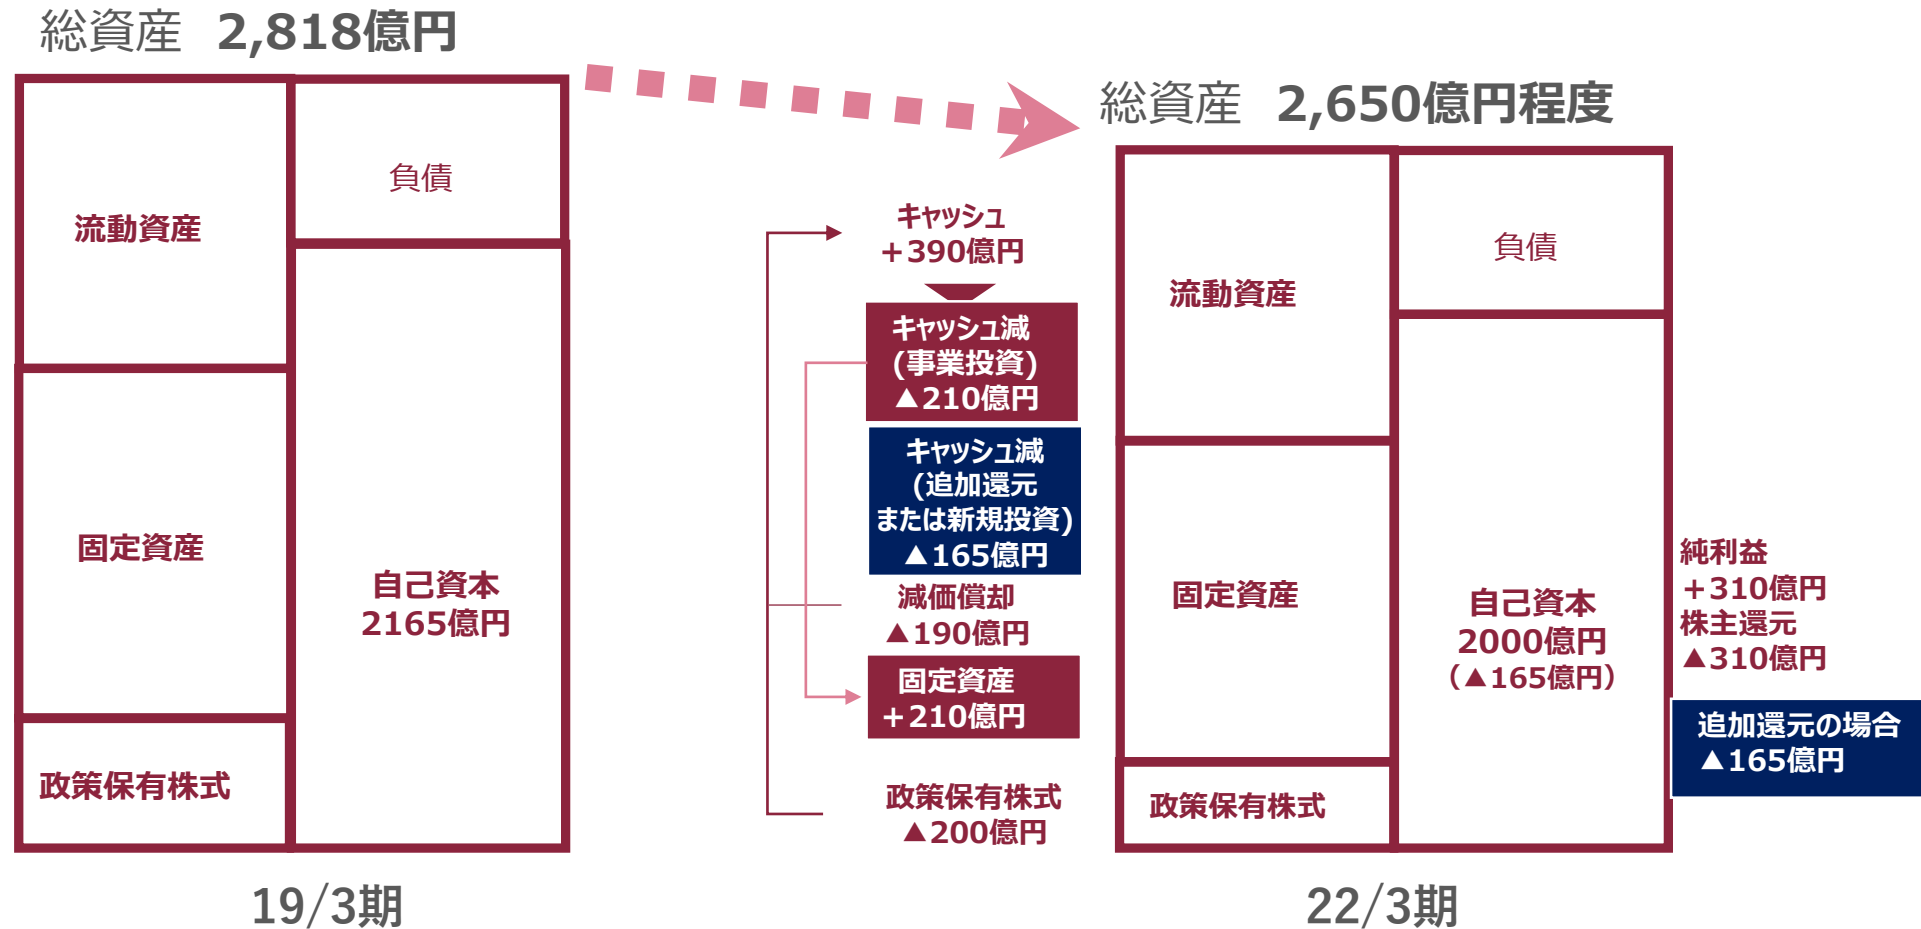 総資産 2,818億円
流動資産
固定資産
政策保有株式
負債
自己資本
2165億円
19/3期
キャッシュ
+390億円
キャッシュ減
(事業投資)
▲210億円
キャッシュ減
(追加還元
または新規投資)
▲165億円
減価償却
▲190億円
固定資産
+210億円
政策保有株式
▲200億円
総資産 2,650億円程度
流動資産
固定資産
政策保有株式
負債
自己資本
2000億円
(▲165億円)
22/3期
純利益
+310億円
株主還元
▲310億円
追加還元の場合
▲165億円